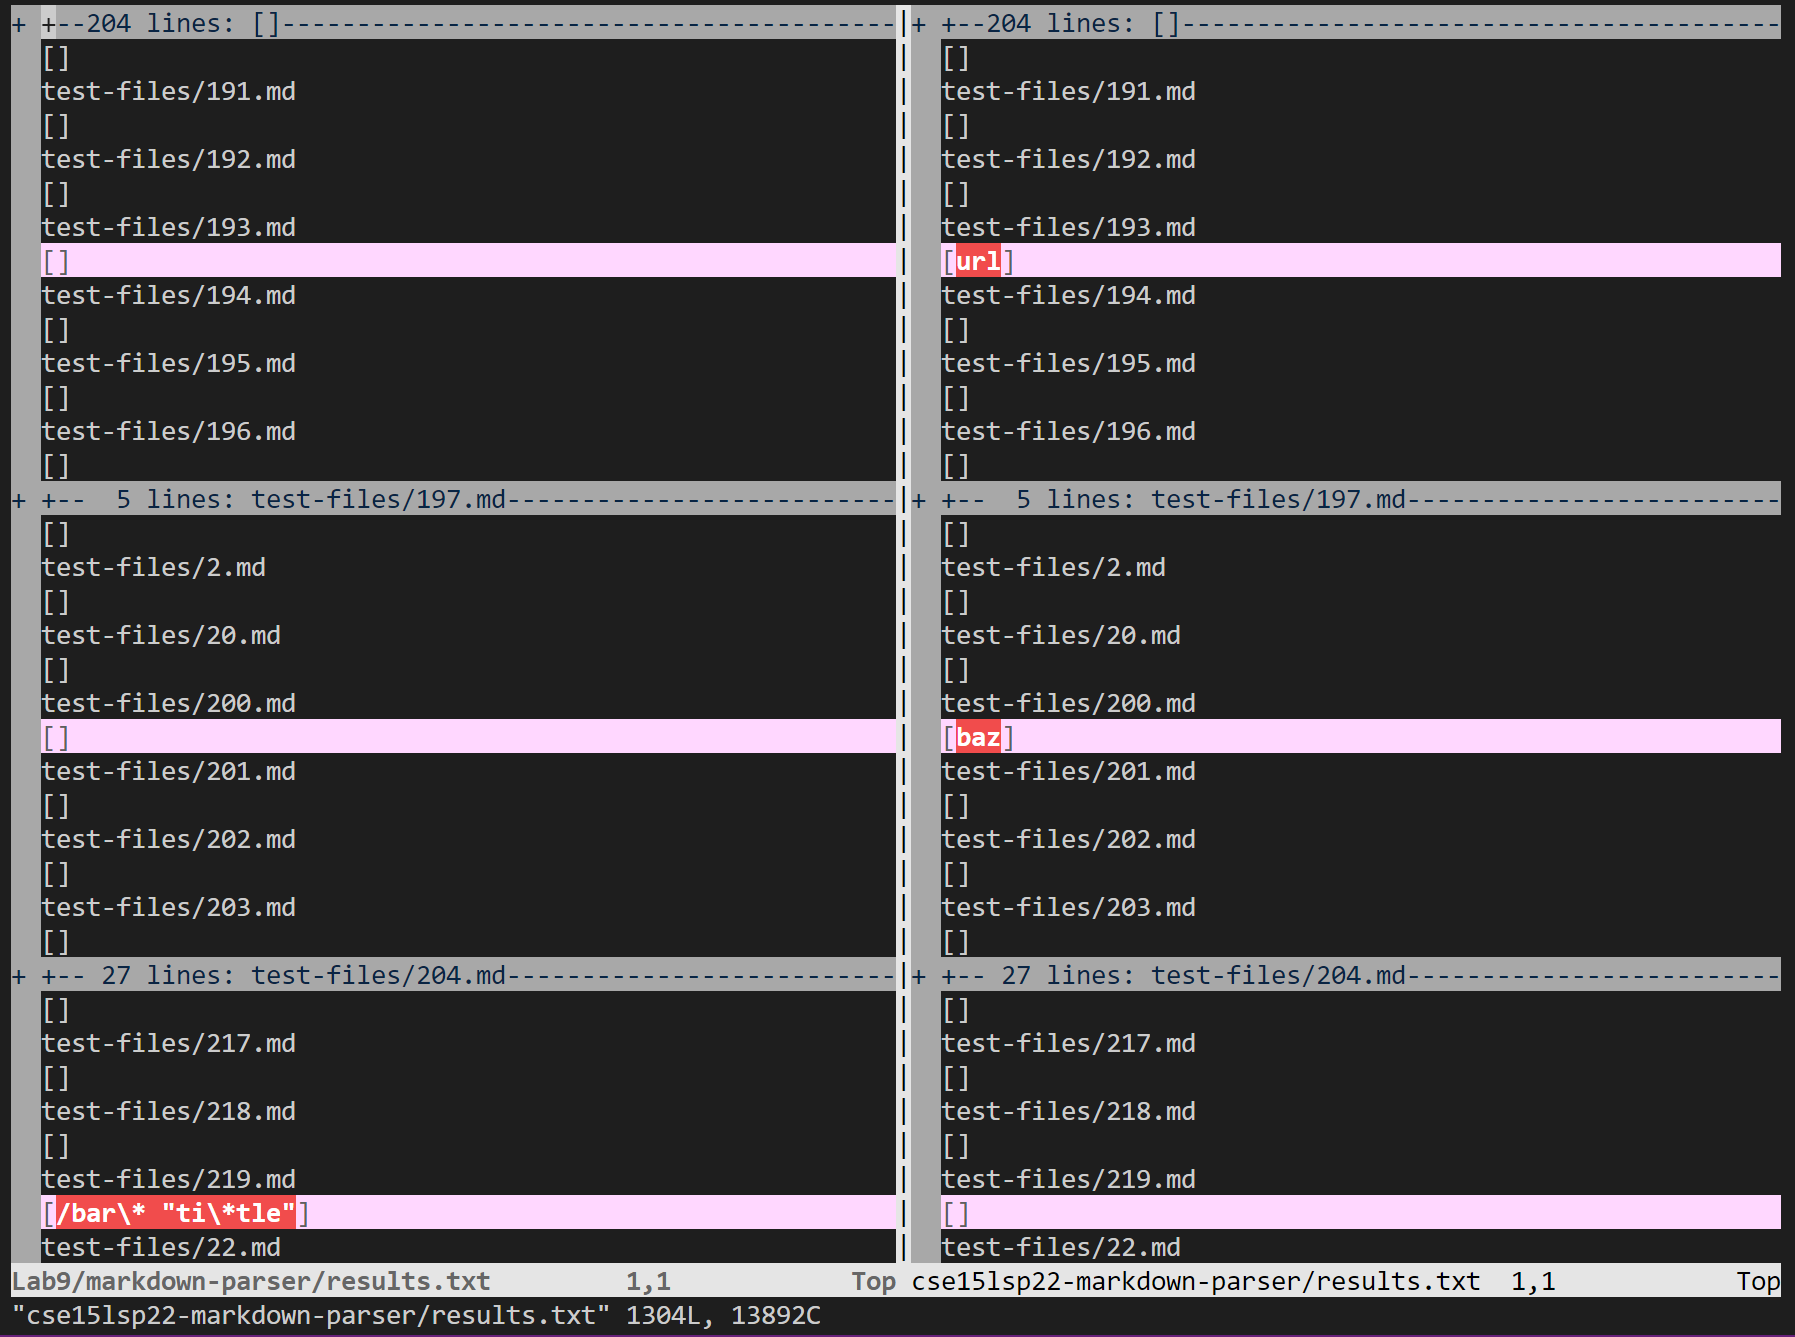 + +--204 lines: []-----------------------------------------
[]
test-files/191.md
[]
test-files/192.md
[]
test-files/193.md
[]
test-files/194.md
[]
test-files/195.md
[]
test-files/196.md
[]
+ +--  5 lines: test-files/197.md--------------------------
[]
test-files/2.md
[]
test-files/20.md
[]
test-files/200.md
[]
test-files/201.md
[]
test-files/202.md
[]
test-files/203.md
[]
+ +-- 27 lines: test-files/204.md--------------------------
[]
test-files/217.md
[]
test-files/218.md
[]
test-files/219.md
[/bar\* "ti\*tle"]
test-files/22.md
Lab9/markdown-parser/results.txt         1,1            Top
+ +--204 lines: []----------------------------------------
[]
test-files/191.md
[]
test-files/192.md
[]
test-files/193.md
[url]
test-files/194.md
[]
test-files/195.md
[]
test-files/196.md
[]
+ +--  5 lines: test-files/197.md-------------------------
[]
test-files/2.md
[]
test-files/20.md
[]
test-files/200.md
[baz]
test-files/201.md
[]
test-files/202.md
[]
test-files/203.md
[]
+ +-- 27 lines: test-files/204.md-------------------------
[]
test-files/217.md
[]
test-files/218.md
[]
test-files/219.md
[]
test-files/22.md
cse15lsp22-markdown-parser/results.txt  1,1            Top
"cse15lsp22-markdown-parser/results.txt" 1304L, 13892C